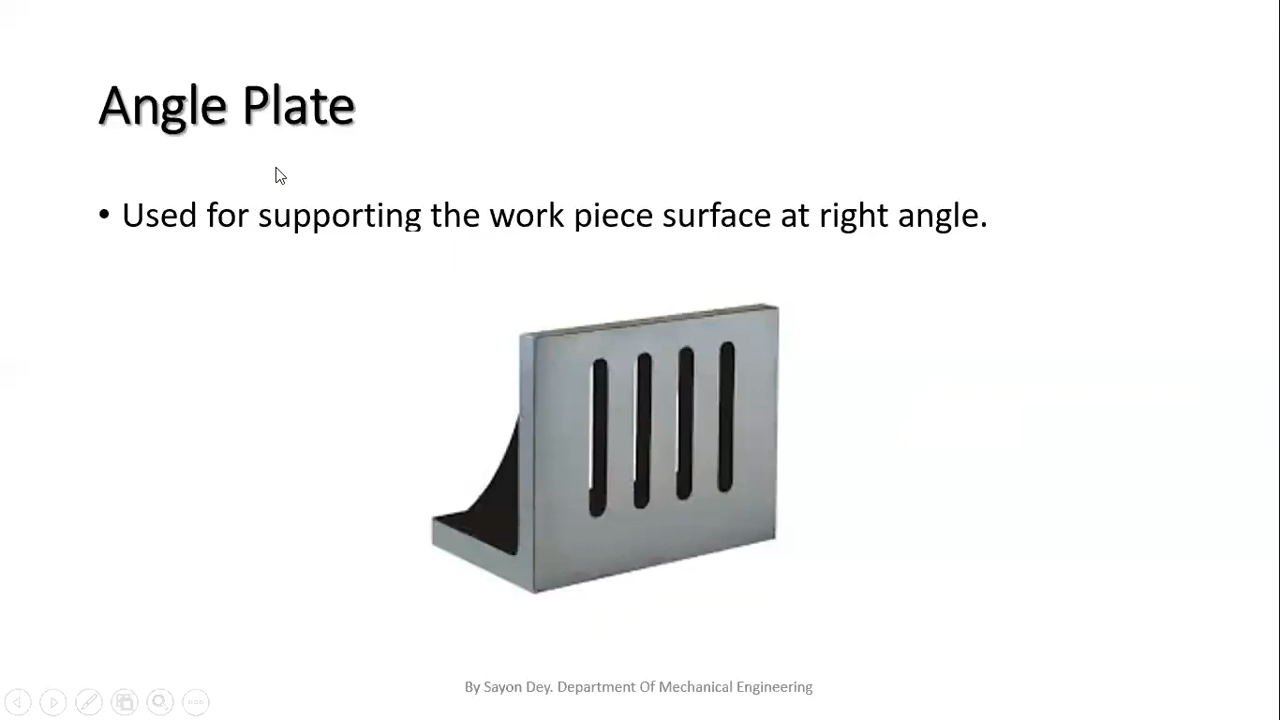 Angle Plate
• Used for supporting the work piece surface at right angle.
By Sayon Dey. Department Of Mechanical Engineering